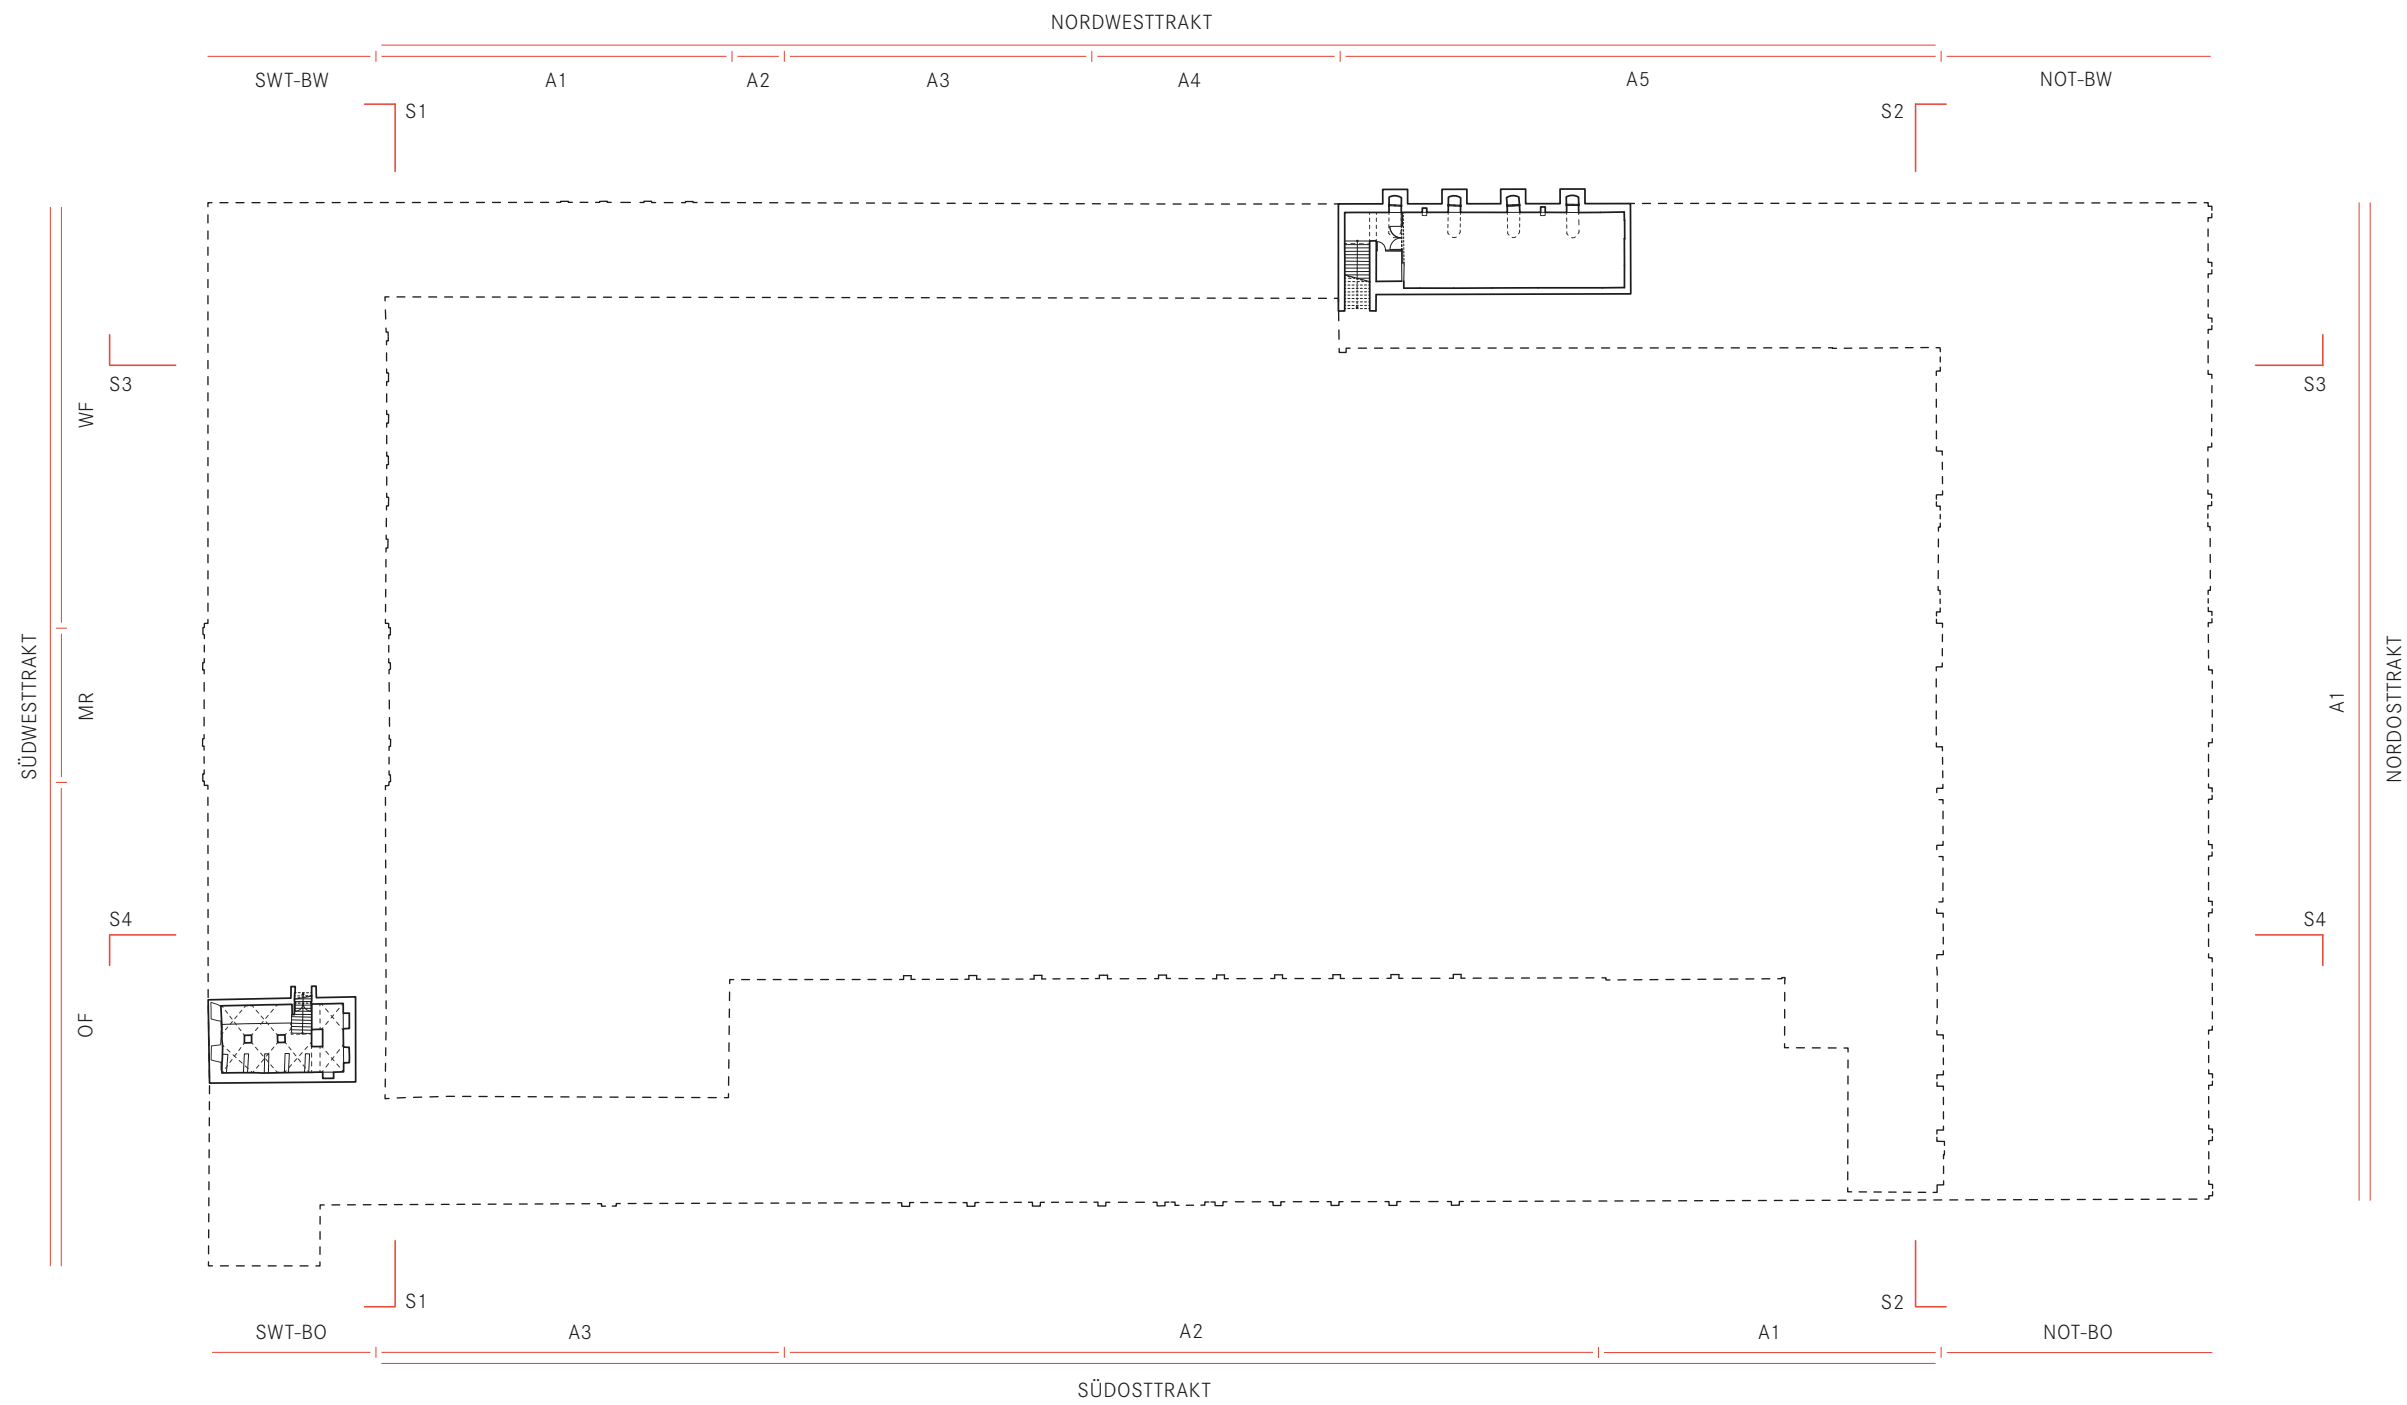 NORDWESTTRAKT
SWT-BW A1 A2 A3 A4 A5 NOT-BW
S1 S2
S3 S3
WF
SÜDWESTTRAKT MR A1 NORDOSTTRAKT
S4 S4
OF
S1 S2
SWT-BO A3 A2 A1 NOT-BO
SÜDOSTTRAKT